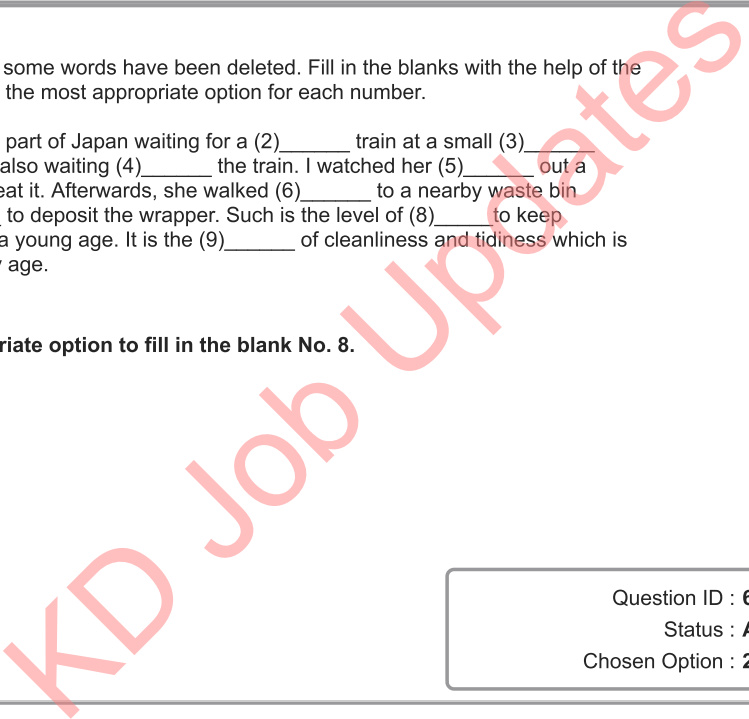 some words have been deleted. Fill in the blanks with the help of the
the most appropriate option for each number.
part of Japan waiting for a (2)______ train at a small (3)______
also waiting (4)______ the train. I watched her (5)______ out a
eat it. Afterwards, she walked (6)______ to a nearby waste bin
to deposit the wrapper. Such is the level of (8)_____to keep
a young age. It is the (9)______ of cleanliness and tidiness which is
age.
riate option to fill in the blank No. 8.
KD Job Updates
Question ID :
Status :
Chosen Option : 2